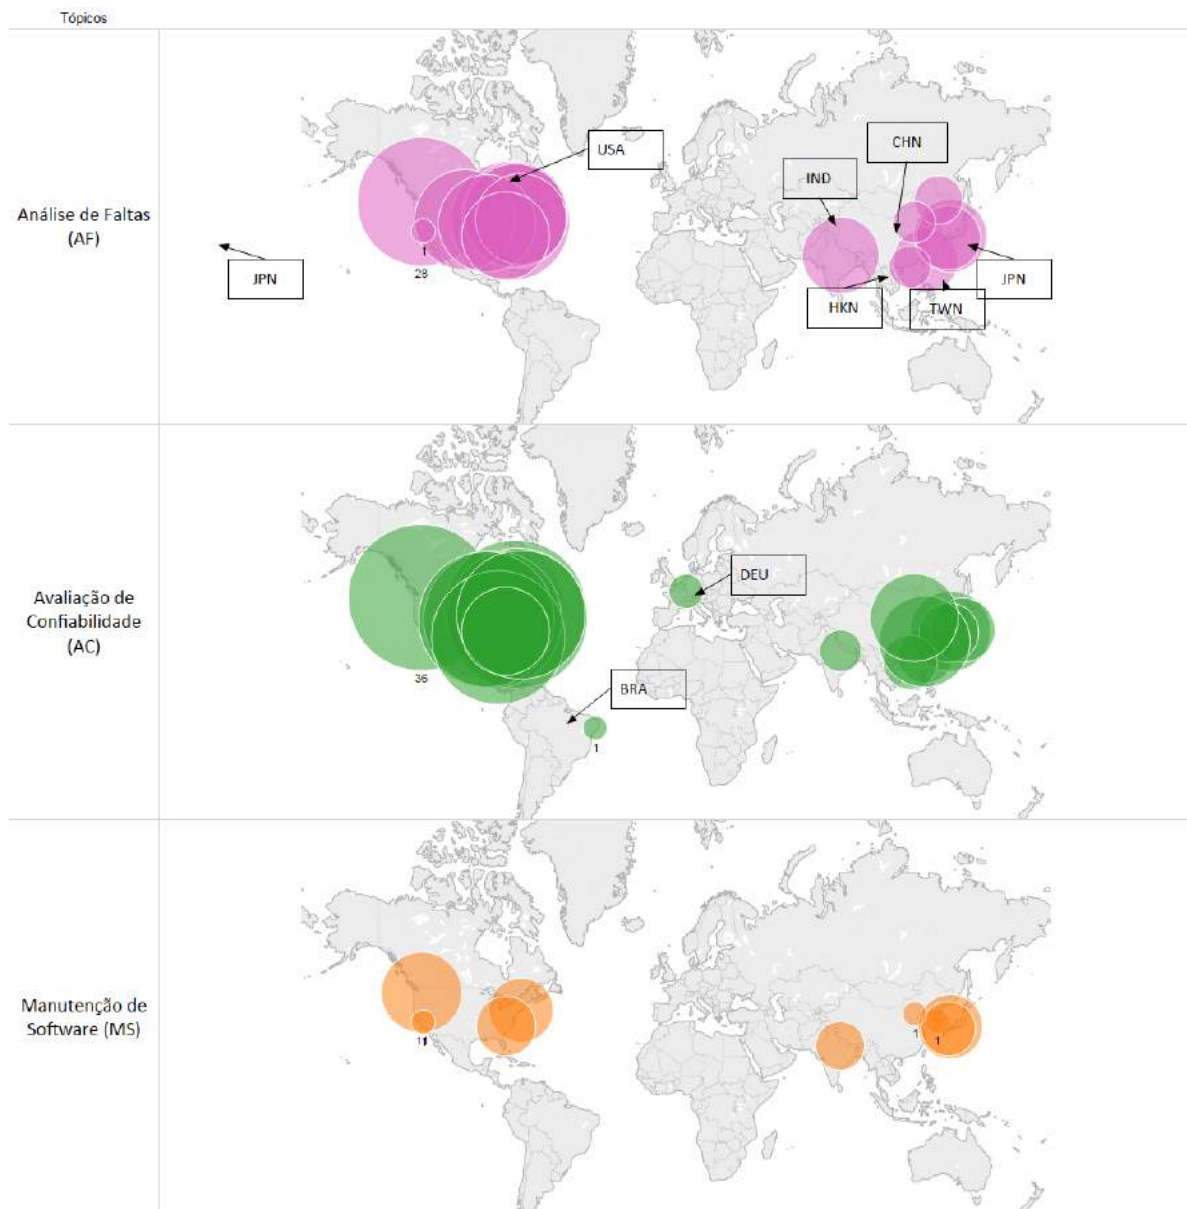 Tópicos
USA
CHN
IND
Análise de Faltas
(AF)
1
28
JPN
JPN
HKN
TWN
DEU
Avaliação de
Confiabilidade
(AC)
36
BRA
1
Manutenção de
Software (MS)
1
1